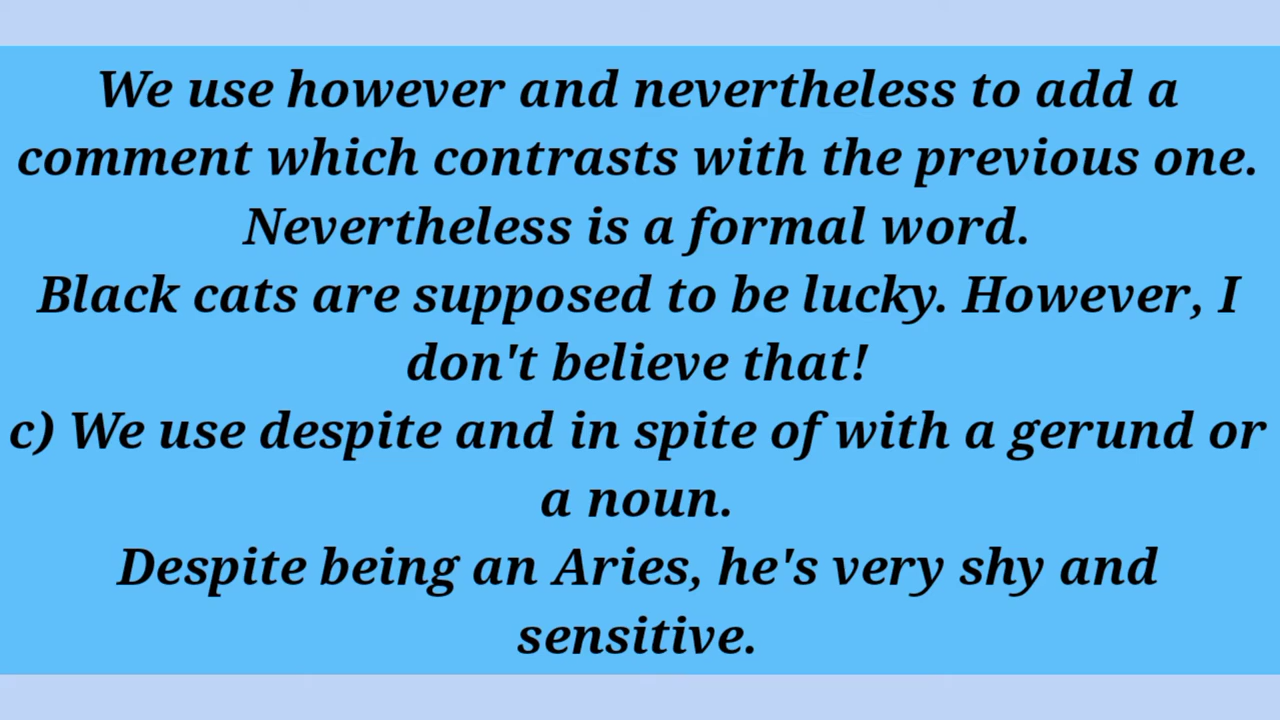 We use however and nevertheless to add a
comment which contrasts with the previous one.
Nevertheless is a formal word.
Black cats are supposed to be lucky. However, I
don't believe that!
c) We use despite and in spite of with a gerund or
a noun.
Despite being an Aries, he's very shy and
sensitive.